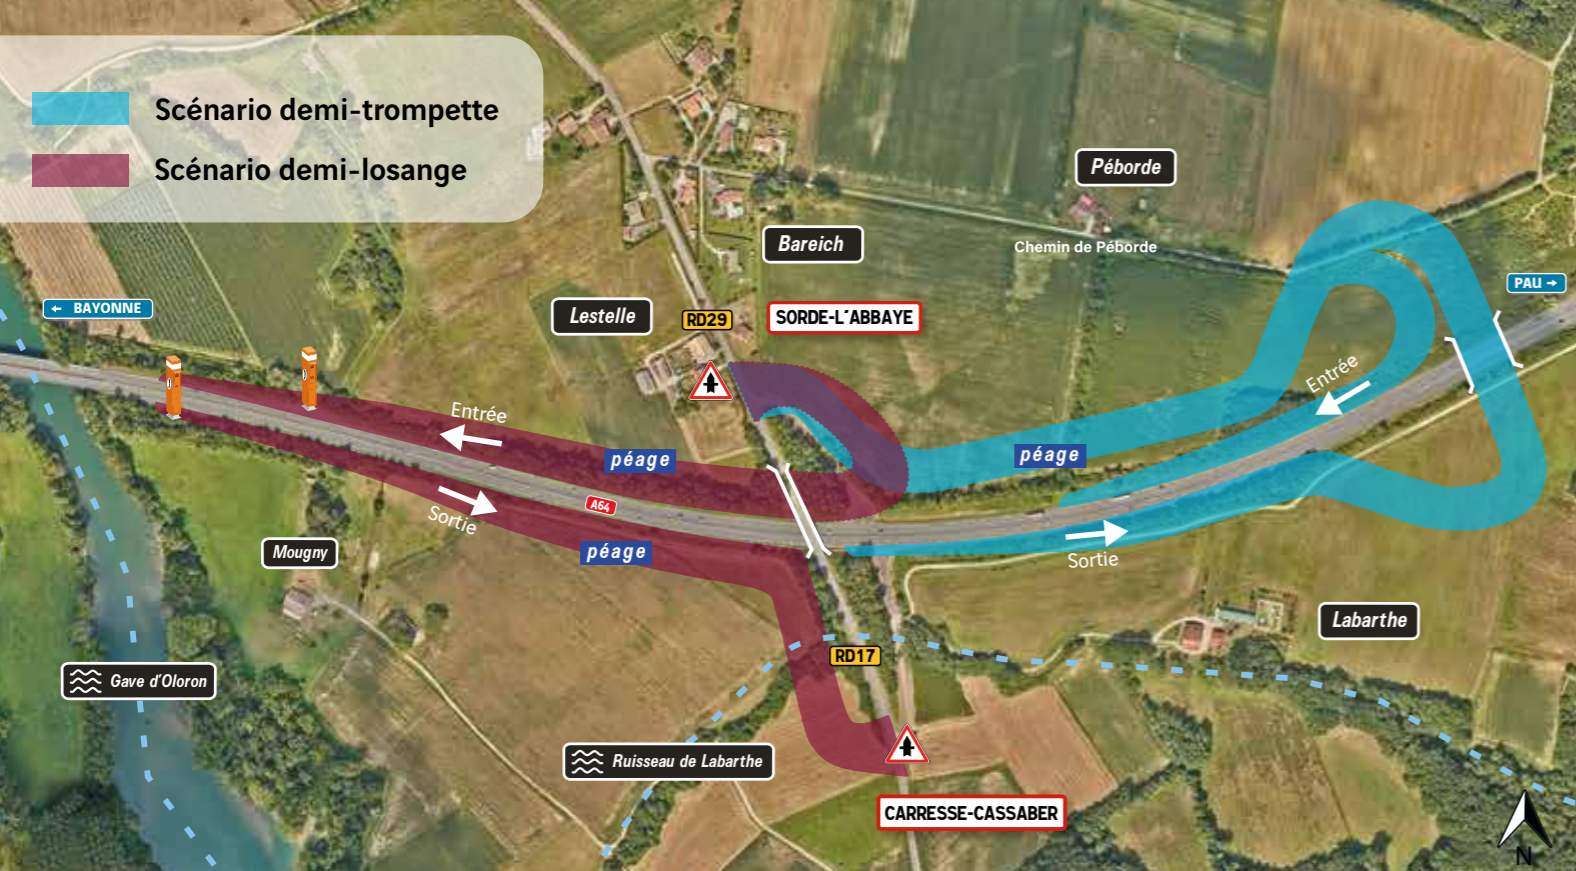 Scénario demi-trompette
Scénario demi-losange
Péborde
Bareich
Chemin de Péborde
PAU →
← BAYONNE
Lestelle
RD29
SORDE-L'ABBAYE
Entrée
Entrée
péage
péage
A64
Sortie
péage
Sortie
Mougny
Labarthe
RD17
Gave d'Oloron
Ruisseau de Labarthe
CARRESSE-CASSABER
N